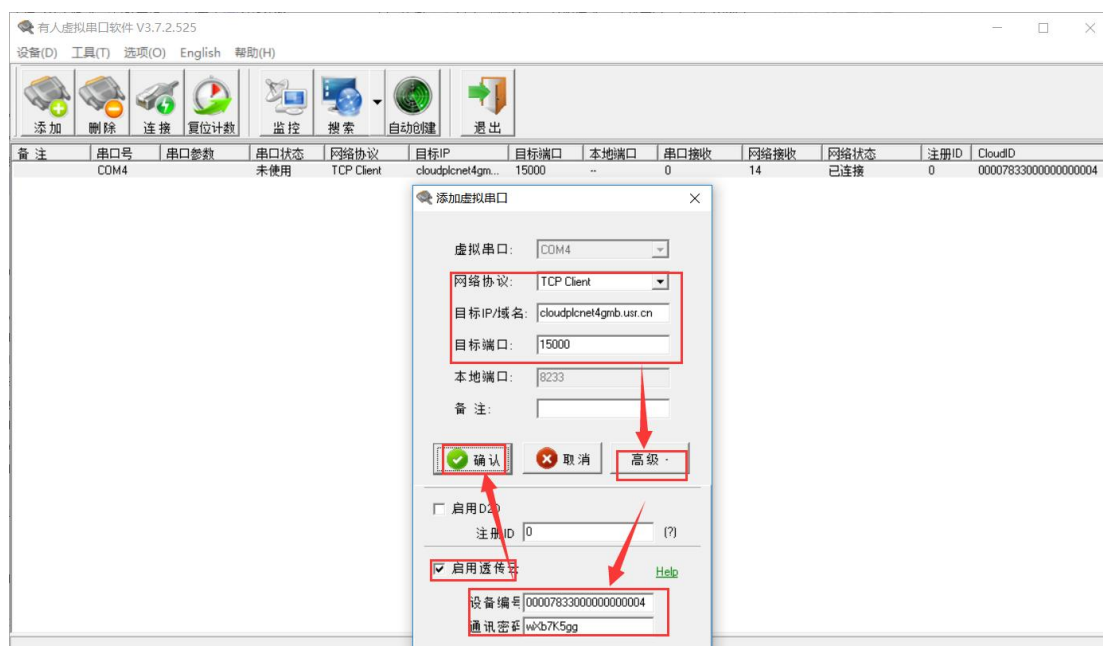 有人虚拟串口软件 V3.7.2.525
设备(D) 工具(T) 选项(O) English 帮助(H)
添加 删除 连接 复位计数 监控 搜索 自动创建 退出
备 注 串口号 串口参数 串口状态 网络协议 目标IP 目标端口 本地端口 串口接收 网络接收 网络状态 注册ID CloudID
COM4 未使用 TCP Client cloudplcnet4gm... 15000 -- 0 14 已连接 0 00007833000000000004
添加虚拟串口
虚拟串口: COM4
网络协议: TCP Client
目标IP/域名: cloudplcnet4gmb.usr.cn
目标端口: 15000
本地端口: 8233
备 注:
确认 取消 高级 -
启用D2D
注册ID 0 (?)
启用透传云 Help
设备编号 00007833000000000004
通讯密码 wXb7K5gg